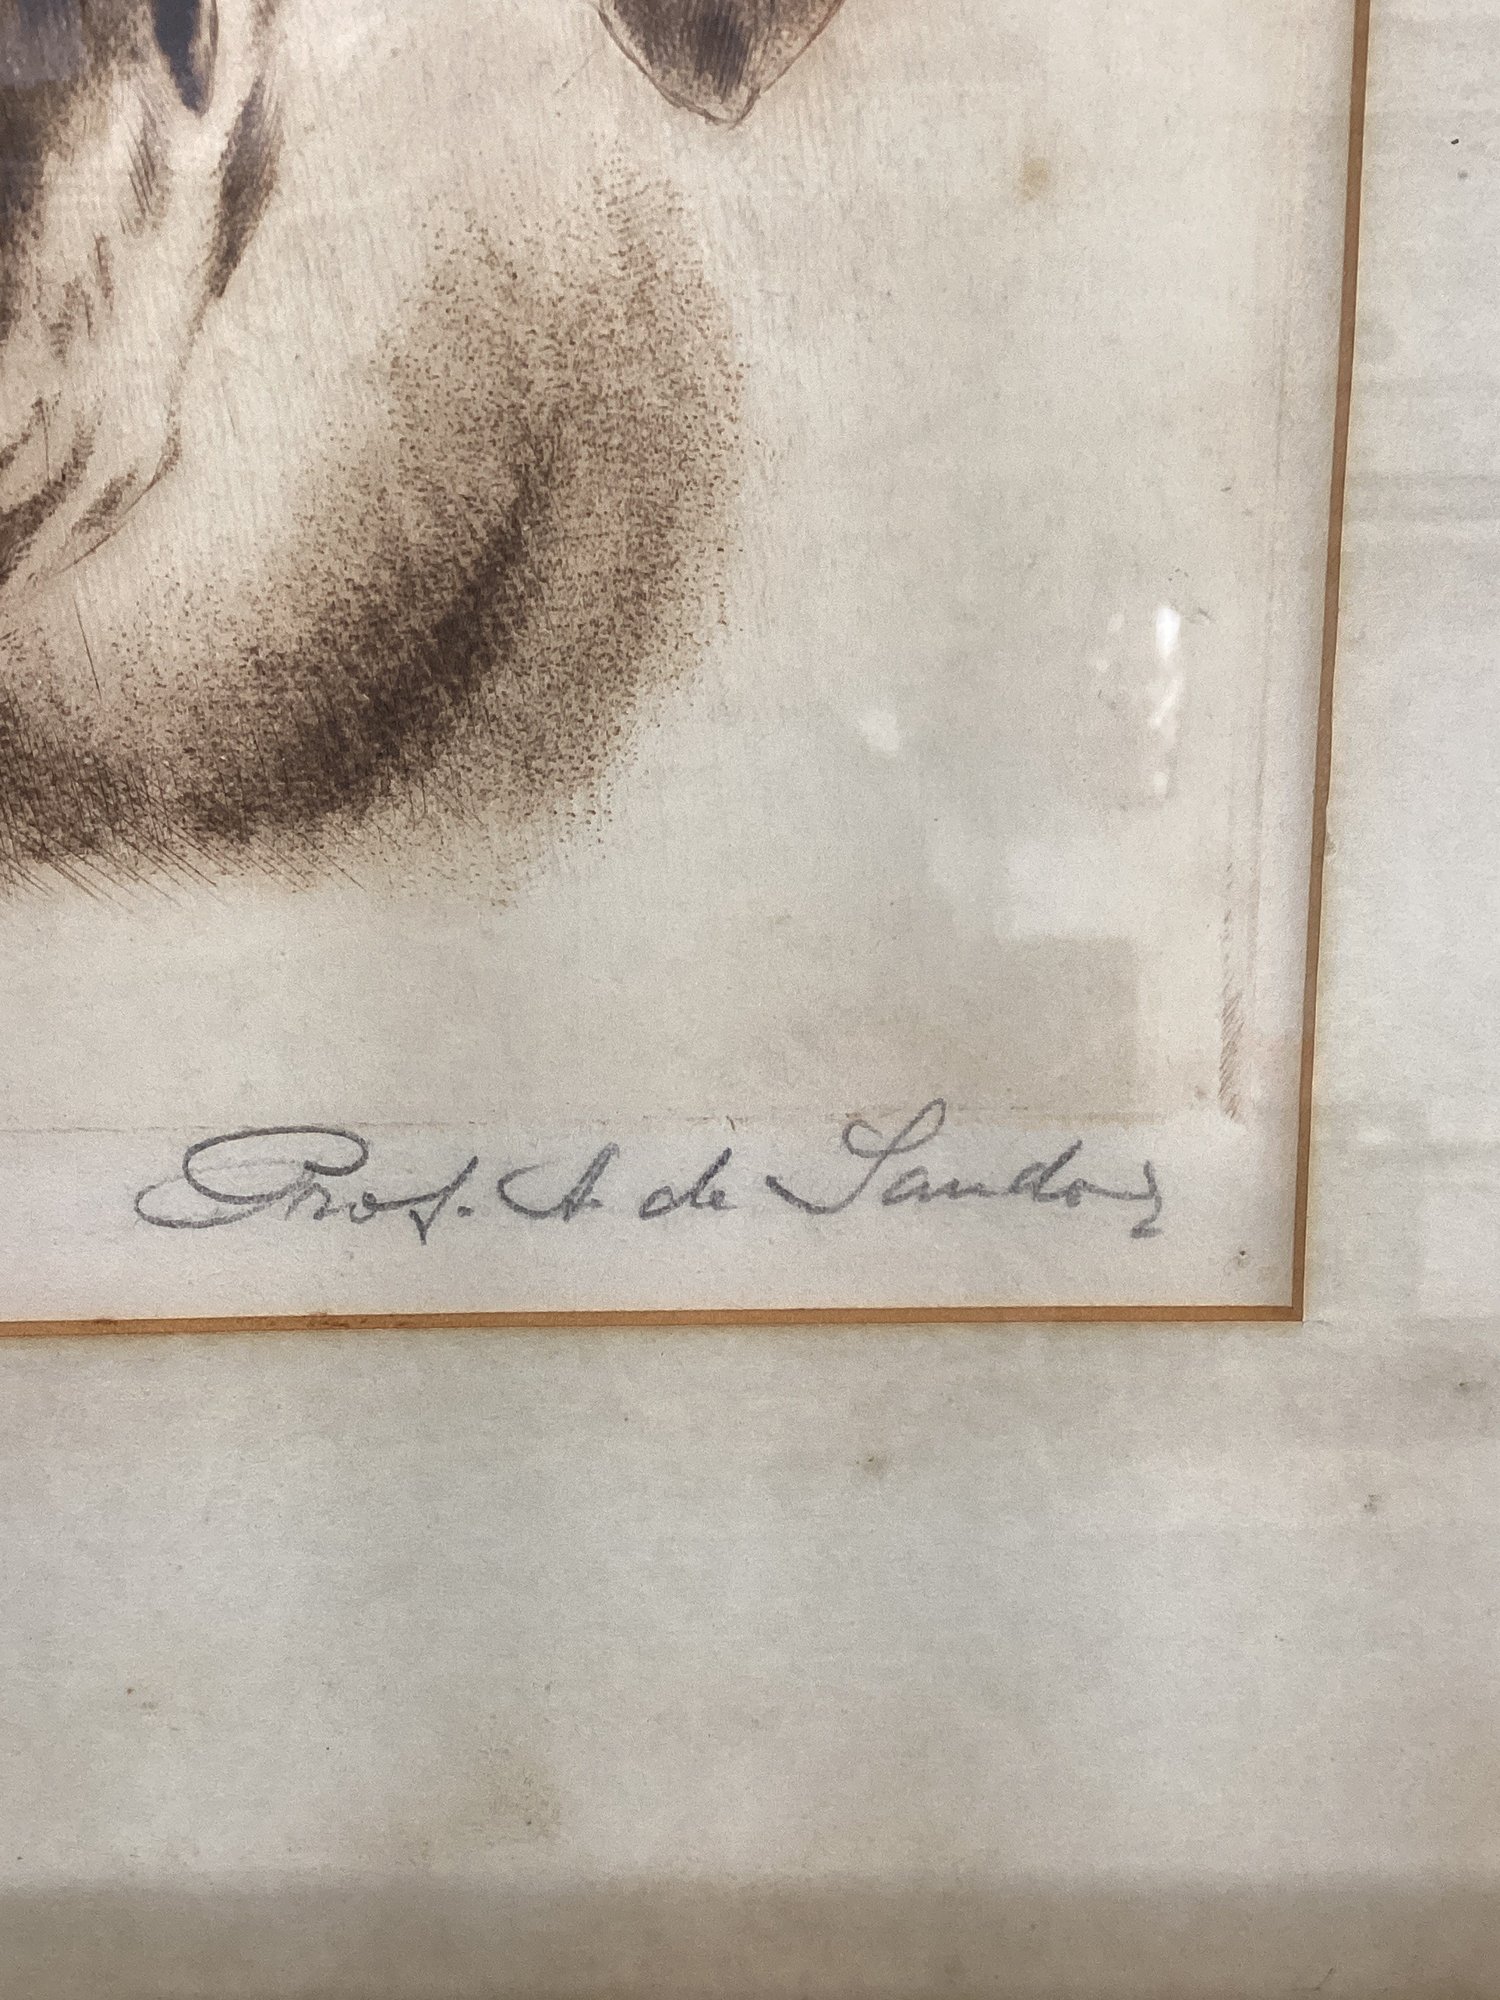 Prof. A. de Sandoz